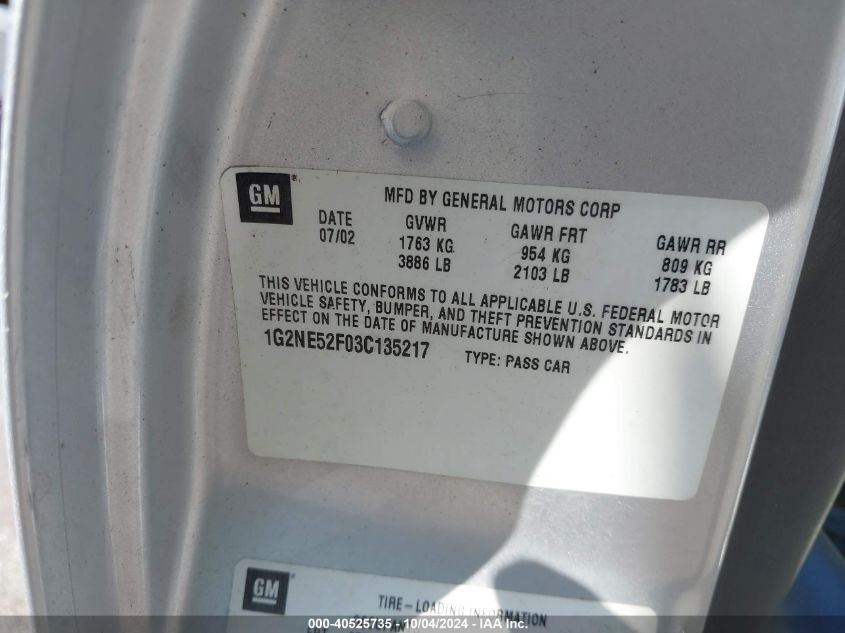 GM
MFD BY GENERAL MOTORS CORP
DATE GVWR GAWR FRT GAWR RR
07/02 1763 KG 954 KG 809 KG
3886 LB 2103 LB 1783 LB
THIS VEHICLE CONFORMS TO ALL APPLICABLE U.S. FEDERAL MOTOR
VEHICLE SAFETY, BUMPER, AND THEFT PREVENTION STANDARDS IN
EFFECT ON THE DATE OF MANUFACTURE SHOWN ABOVE.
1G2NE52F03C135217 TYPE: PASS CAR
GM
TIRE-LOADING INFORMATION
000-40525735 - 10/04/2024 - IAA Inc.